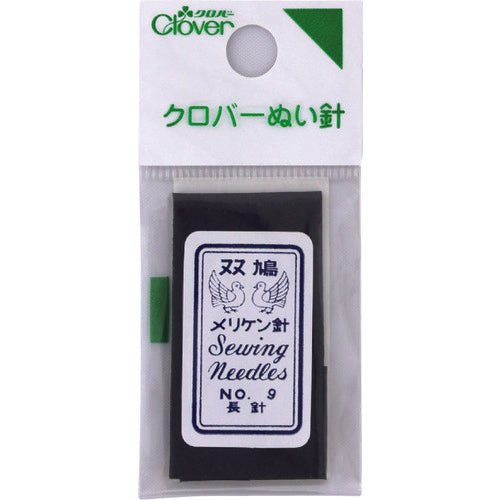 クロバー
Clover
クロバーぬい針
双鳩
メリケン針
Sewing
Needles
NO. 9
長針